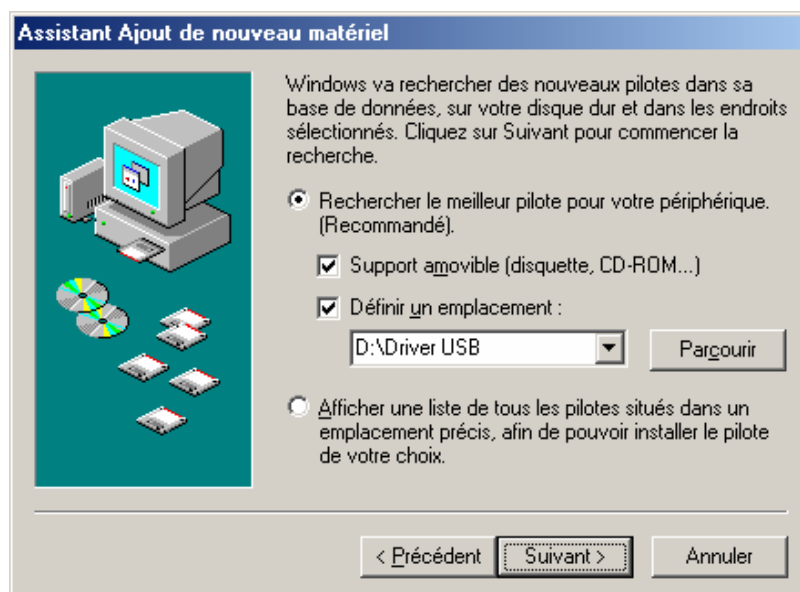 Assistant Ajout de nouveau matériel
Windows va rechercher des nouveaux pilotes dans sa
base de données, sur votre disque dur et dans les endroits
sélectionnés. Cliquez sur Suivant pour commencer la
recherche.
Rechercher le meilleur pilote pour votre périphérique.
(Recommandé).
Support amovible (disquette, CD-ROM...)
Définir un emplacement :
D:\Driver USB
Parcourir
Afficher une liste de tous les pilotes situés dans un
emplacement précis, afin de pouvoir installer le pilote
de votre choix.
< Précédent
Suivant >
Annuler